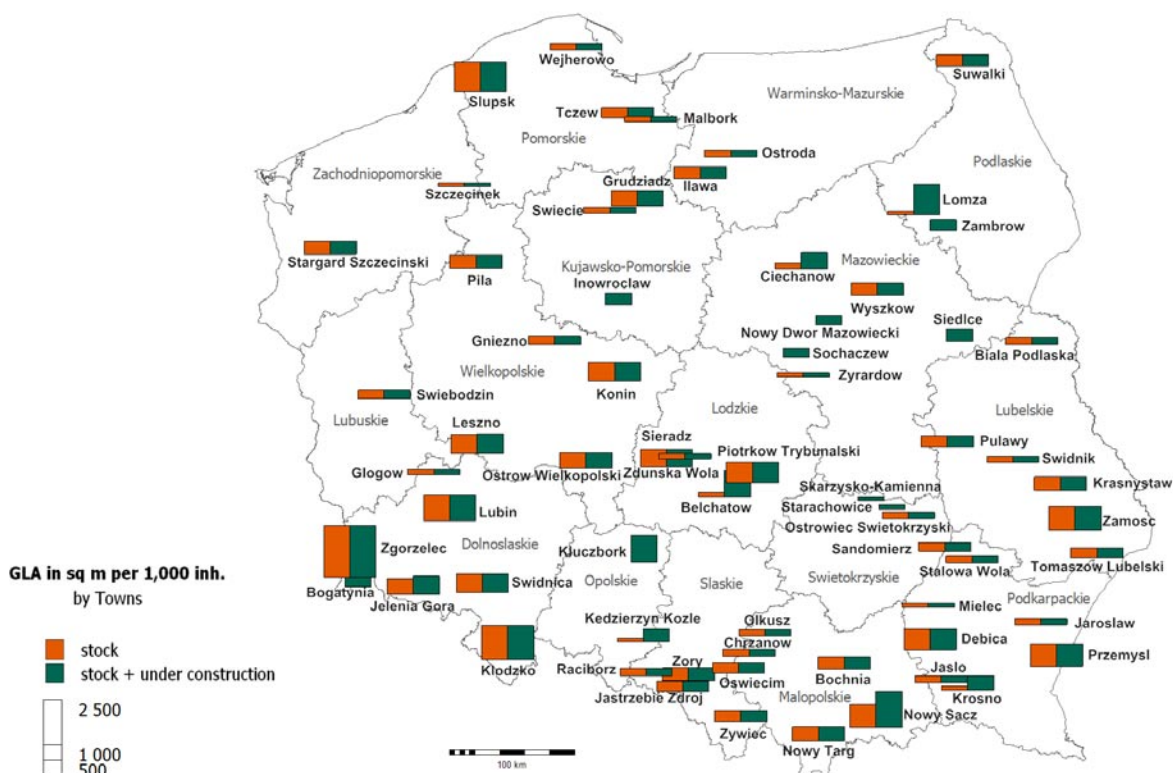 Wejherowo
Suwalki
Slupsk
Warminsko-Mazurskie
Tczew
Malbork
Pomorskie
Ostroda
Podlaskie
Zachodniopomorskie
Ilawa
Szczecinek
Grudziadz
Swiecie
Lomza
Zambrow
Stargard Szczecinski
Pila
Kujawsko-Pomorskie
Inowroclaw
Ciechanow
Mazowieckie
Wyszkow
Nowy Dwor Mazowiecki
Siedlce
Gniezno
Sochaczew
Biala Podlaska
Wielkopolskie
Zyrardow
Konin
Swiebodzin
Lodzkie
Lubelskie
Lubuskie
Leszno
Sieradz
Piotrkow Trybunalski
Pulawy
Glogow
Ostrow Wielkopolski
Zdunska Wola
Swidnik
Skarzysko-Kamienna
Krasnystaw
Belchatow
Starachowice
Lubin
Ostrowiec Swietokrzyski
Zamosc
Zgorzelec
Dolnoslaskie
Kluczbork
Sandomierz
Tomaszow Lubelski
Stalowa Wola
GLA in sq m per 1,000 inh.
by Towns
Bogatynia
Jelenia Gora
Swidnica
Opolskie
Slaskie
Swietokrzyskie
Mielec
Podkarpackie
Kedzierzyn Kozle
Olkusz
Jaroslaw
stock
Chrzanow
Debica
Klodzko
Raciborz
Zory
Oswiecim
Bochnia
Przemysl
stock + under construction
Jastrzebie Zdroj
Malopolskie
Jaslo
Krosno
2 500
Zywiec
Nowy Sacz
Nowy Targ
1 000
500
100 km